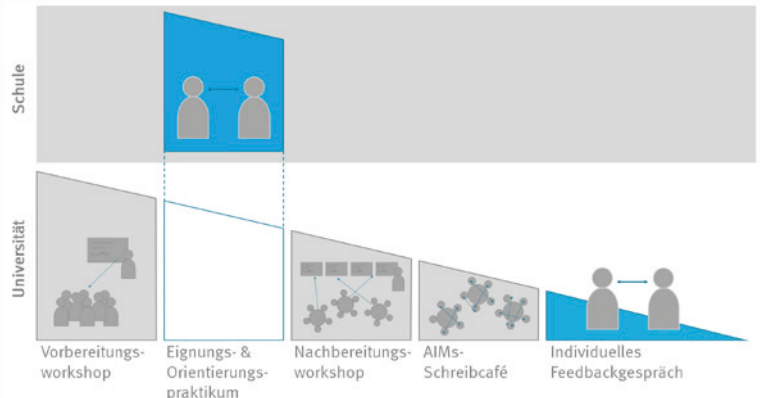 Schule
Universität
Vorbereitungs-
workshop
Eignungs- &
Orientierungs-
praktikum
Nachbereitungs-
workshop
AIMs-
Schreibcafé
Individuelles
Feedbackgespräch